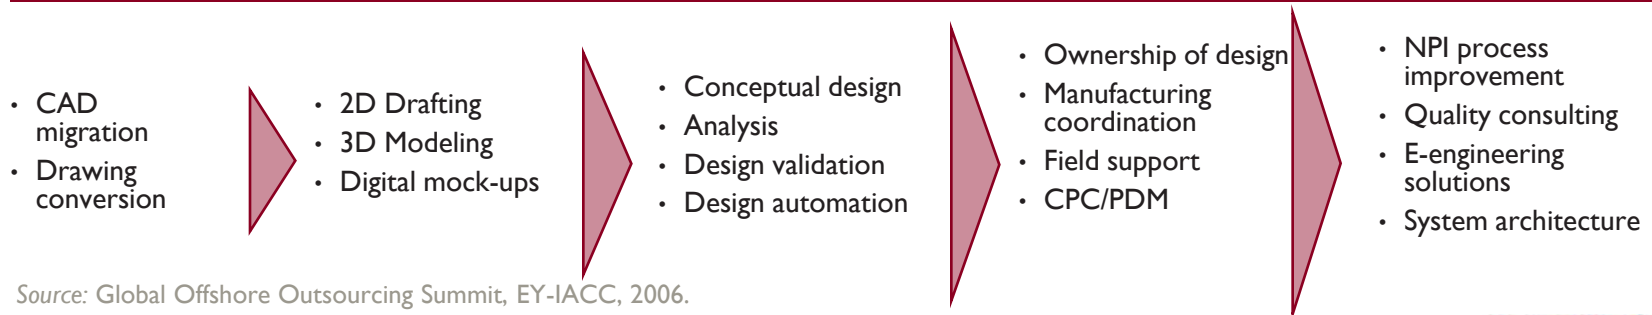 • CAD
migration
• Drawing
conversion
• 2D Drafting
• 3D Modeling
• Digital mock-ups
• Conceptual design
• Analysis
• Design validation
• Design automation
• Ownership of design
• Manufacturing
coordination
• Field support
• CPC/PDM
• NPI process
improvement
• Quality consulting
• E-engineering
solutions
• System architecture
Source: Global Offshore Outsourcing Summit, EY-IACC, 2006.